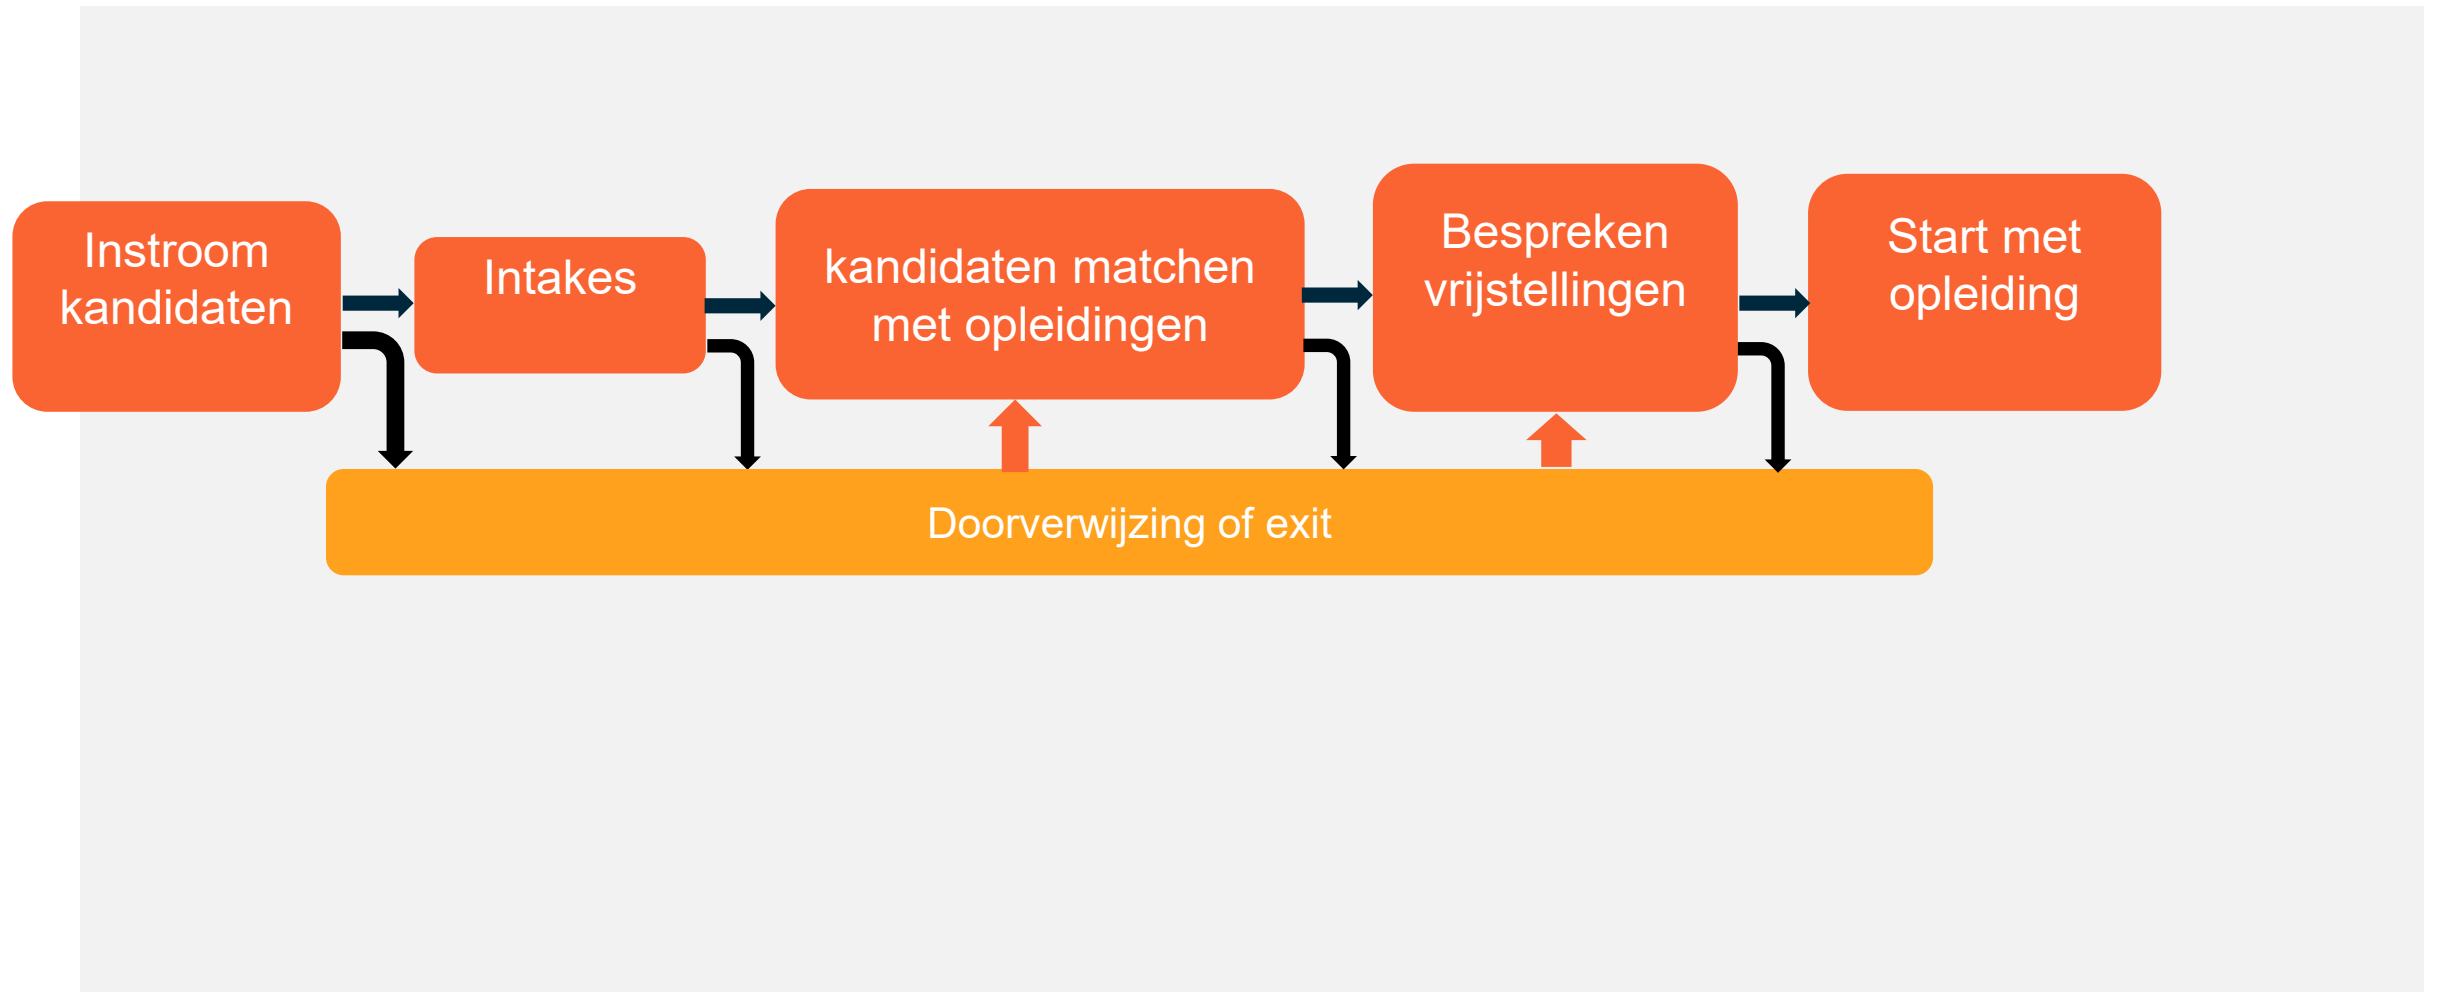 Instroom
kandidaten
Intakes
kandidaten matchen
met opleidingen
Bespreken
vrijstellingen
Start met
opleiding
Doorverwijzing of exit